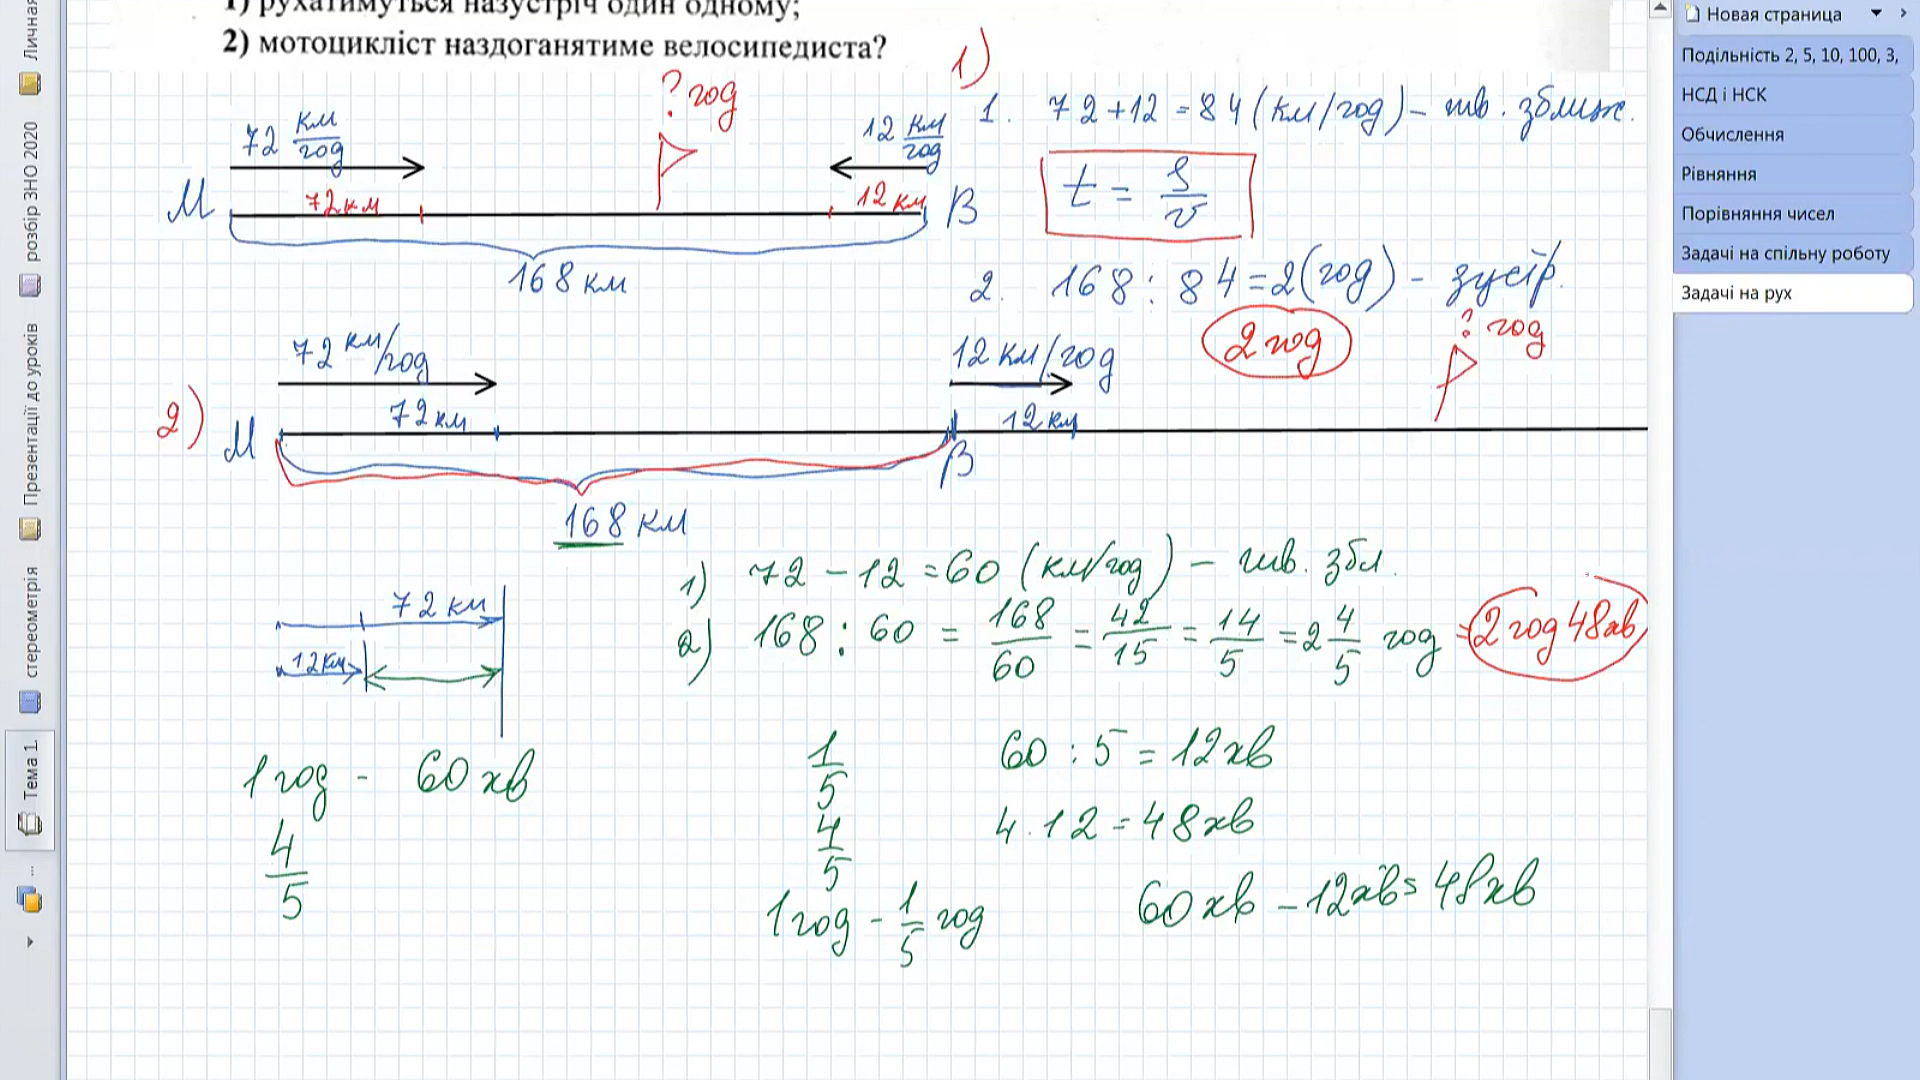 1) рухатимуться назустріч один одному;
2) мотоцикліст наздоганятиме велосипедиста?
1)
72 км/год
? год
12 км/год
1. 72+12=84 (км/год) – шв. зближ.
М 72 км 12 км В
t = S/v
168 км
2. 168 : 84 = 2 (год) – зустр.
2 год
72 км/год
12 км/год
? год
2)
М 72 км 12 км
В
168 км
1) 72 – 12 = 60 (км/год) – шв. збл.
2) 168 : 60 = 168/60 = 42/15 = 14/5 = 2 4/5 год = 2 год 48 хв
72 км
12 км
1 год - 60 хв
4/5
1/5
60 : 5 = 12 хв
4/5
4 · 12 = 48 хв
1 год - 1/5 год
60 хв – 12 хв = 48 хв
Новая страница
Подільність 2, 5, 10, 100, 3,
НСД і НСК
Обчислення
Рівняння
Порівняння чисел
Задачі на спільну роботу
Задачі на рух
Личная
розбір ЗНО 2020
Презентації до уроків
стереометрія
Тема 1.
...